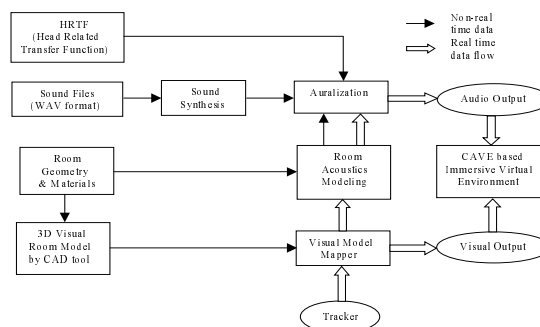 HRTF
(Head Related
Transfer Function)
Non-real
time data
Real time
data flow
Sound Files
(WAV format)
Sound
Synthesis
Auralization
Audio Output
Room
Geometry
& Materials
Room
Acoustics
Modeling
CAVE based
Immersive Virtual
Environment
3D Visual
Room Model
by CAD tool
Visual Model
Mapper
Visual Output
Tracker